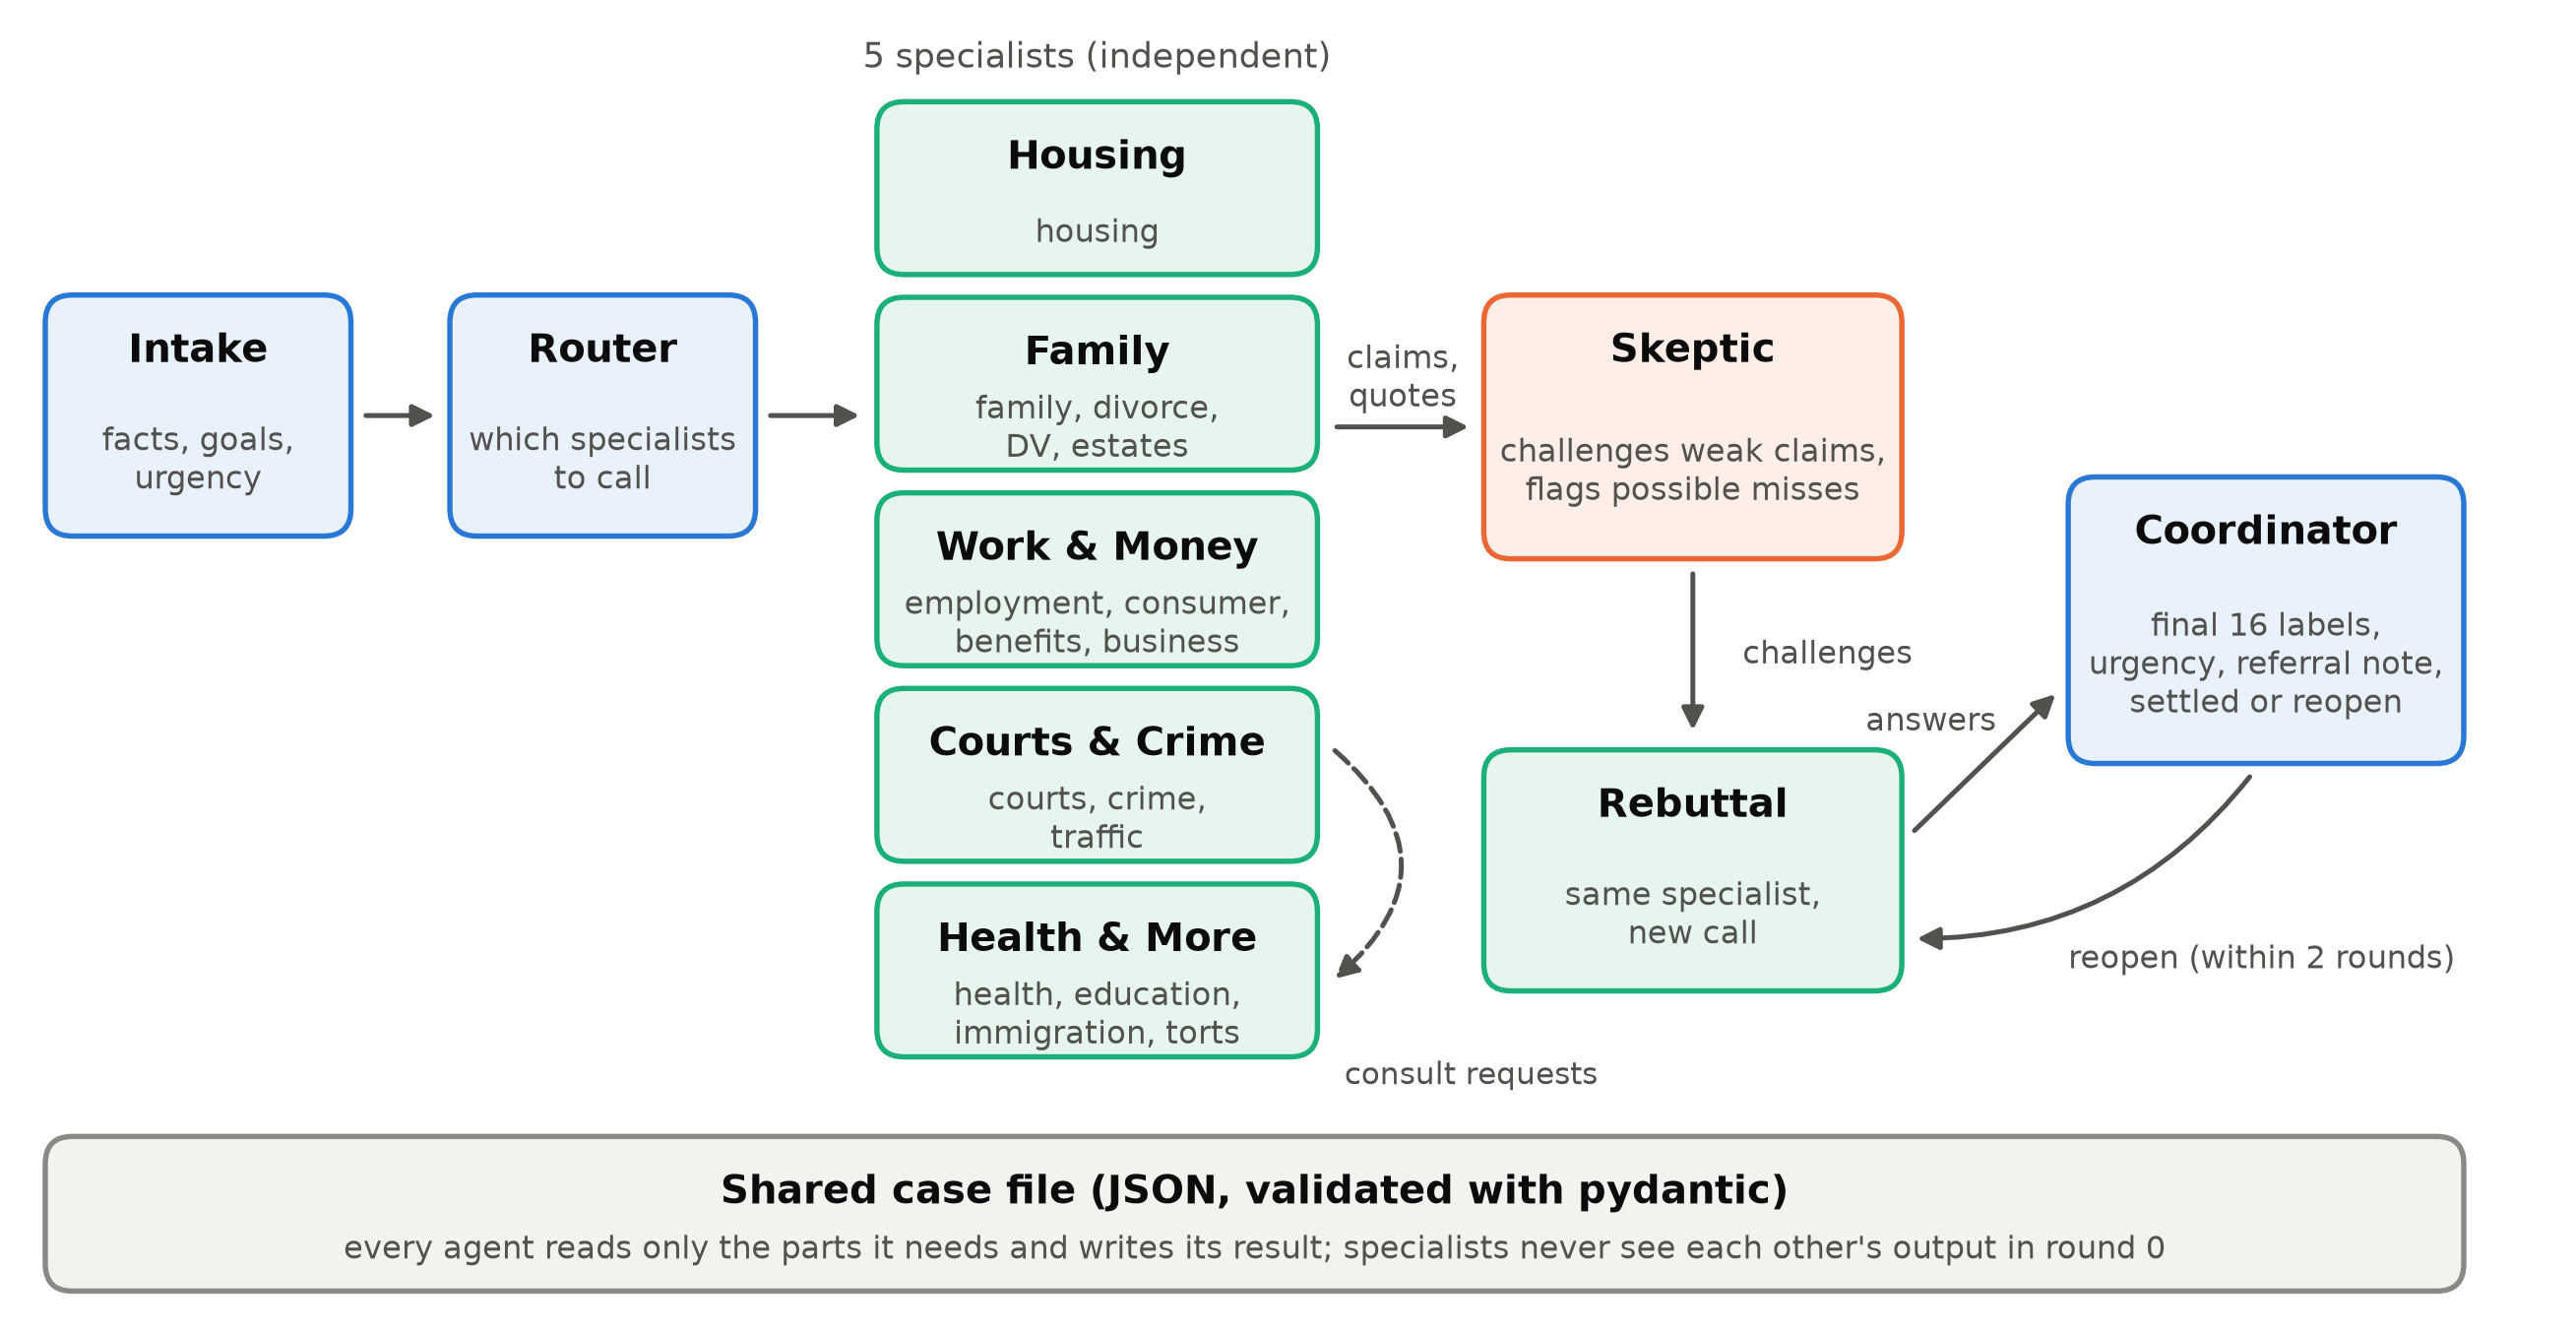 5 specialists (independent)
Intake
facts, goals,
urgency
Router
which specialists
to call
Housing
housing
Family
family, divorce,
DV, estates
Work & Money
employment, consumer,
benefits, business
Courts & Crime
courts, crime,
traffic
Health & More
health, education,
immigration, torts
claims,
quotes
consult requests
Skeptic
challenges weak claims,
flags possible misses
challenges
Rebuttal
same specialist,
new call
answers
Coordinator
final 16 labels,
urgency, referral note,
settled or reopen
reopen (within 2 rounds)
Shared case file (JSON, validated with pydantic)
every agent reads only the parts it needs and writes its result; specialists never see each other's output in round 0